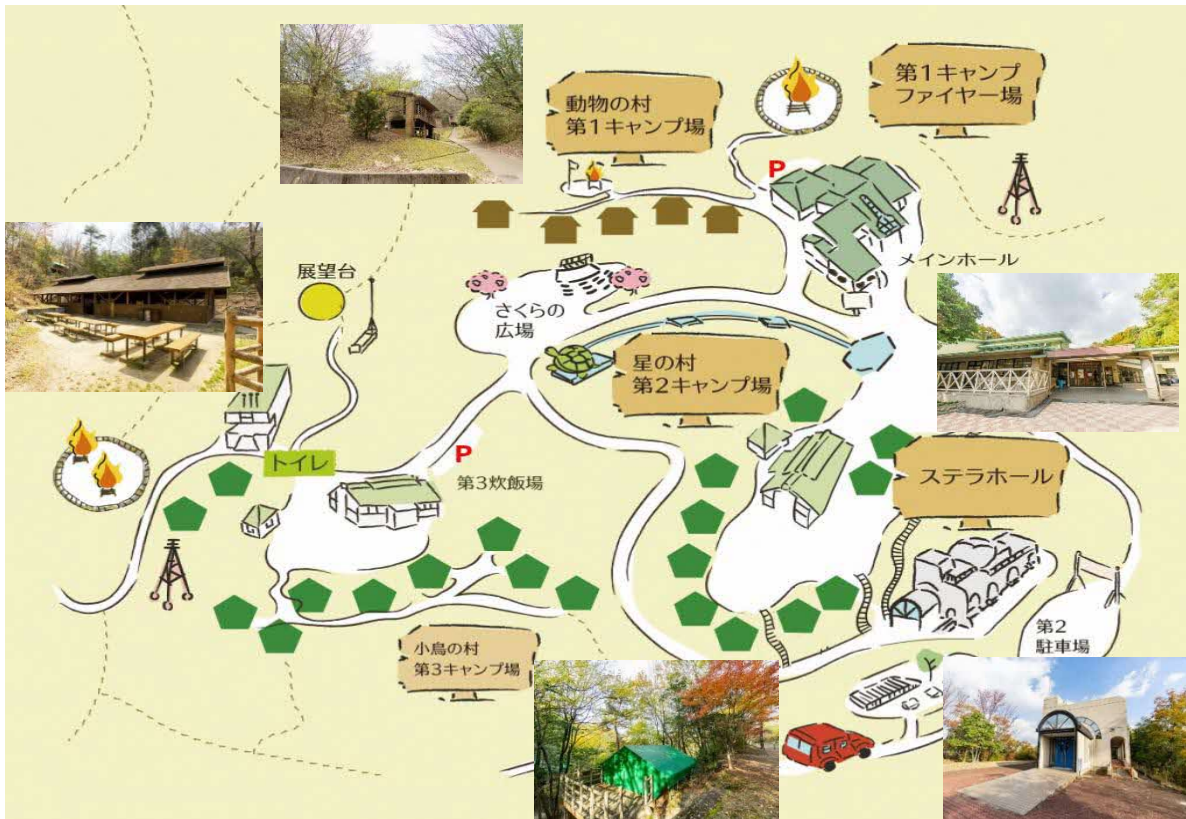 動物の村
第1キャンプ場
第1キャンプ
ファイヤー場
P
メインホール
展望台
さくらの
広場
星の村
第2キャンプ場
トイレ
P
第3炊飯場
ステラホール
小鳥の村
第3キャンプ場
第2
駐車場